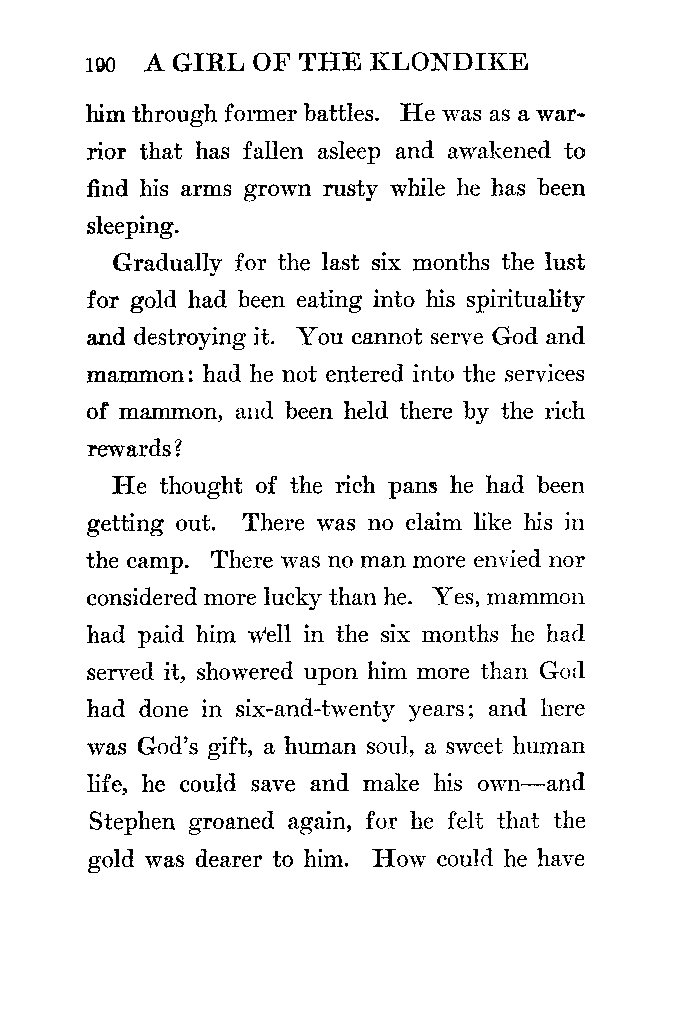 190 A GIRL OF THE KLONDIKE
him through former battles. He was as a war-
rior that has fallen asleep and awakened to
find his arms grown rusty while he has been
sleeping.
Gradually for the last six months the lust
for gold had been eating into his spirituality
and destroying it. You cannot serve God and
mammon: had he not entered into the services
of mammon, and been held there by the rich
rewards?
He thought of the rich pans he had been
getting out. There was no claim like his in
the camp. There was no man more envied nor
considered more lucky than he. Yes, mammon
had paid him well in the six months he had
served it, showered upon him more than God
had done in six-and-twenty years; and here
was God's gift, a human soul, a sweet human
life, he could save and make his own—and
Stephen groaned again, for he felt that the
gold was dearer to him. How could he have